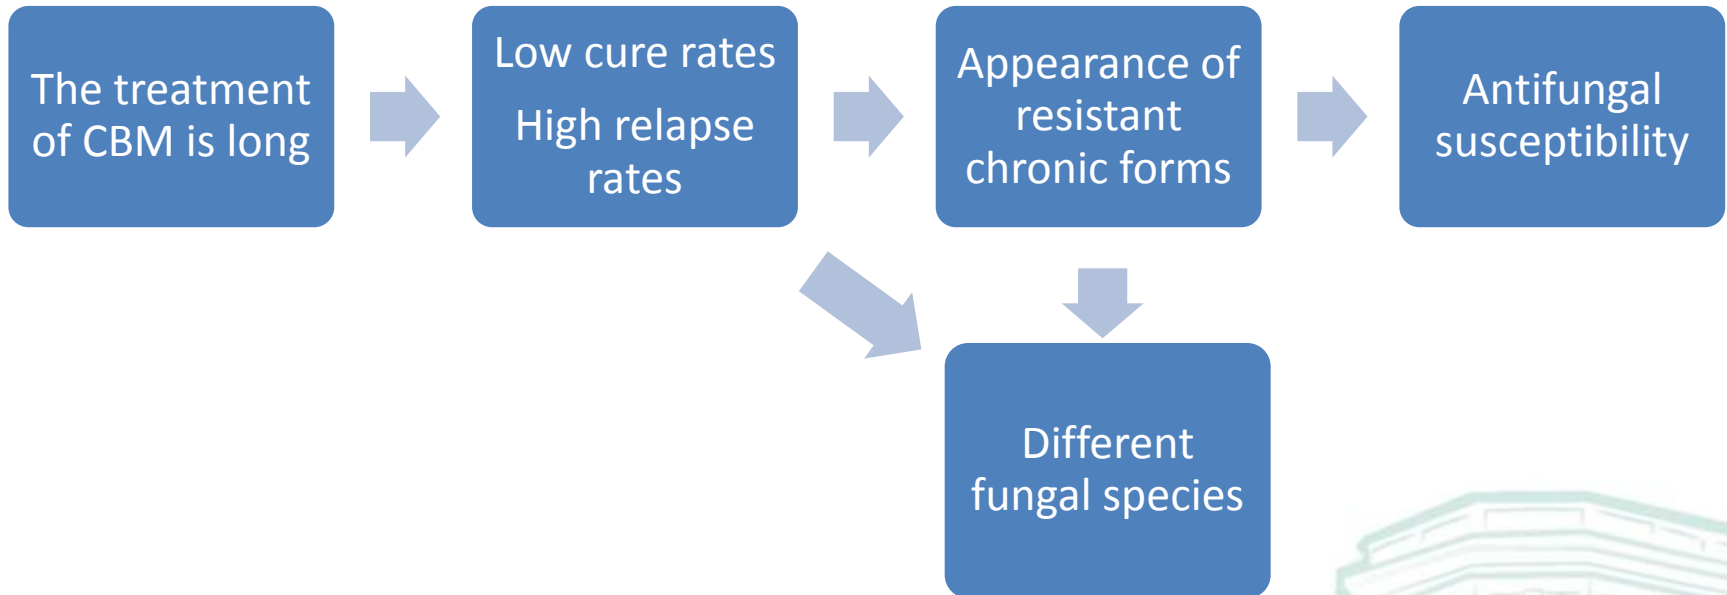 The treatment
of CBM is long
Low cure rates
High relapse
rates
Appearance of
resistant
chronic forms
Antifungal
susceptibility
Different
fungal species